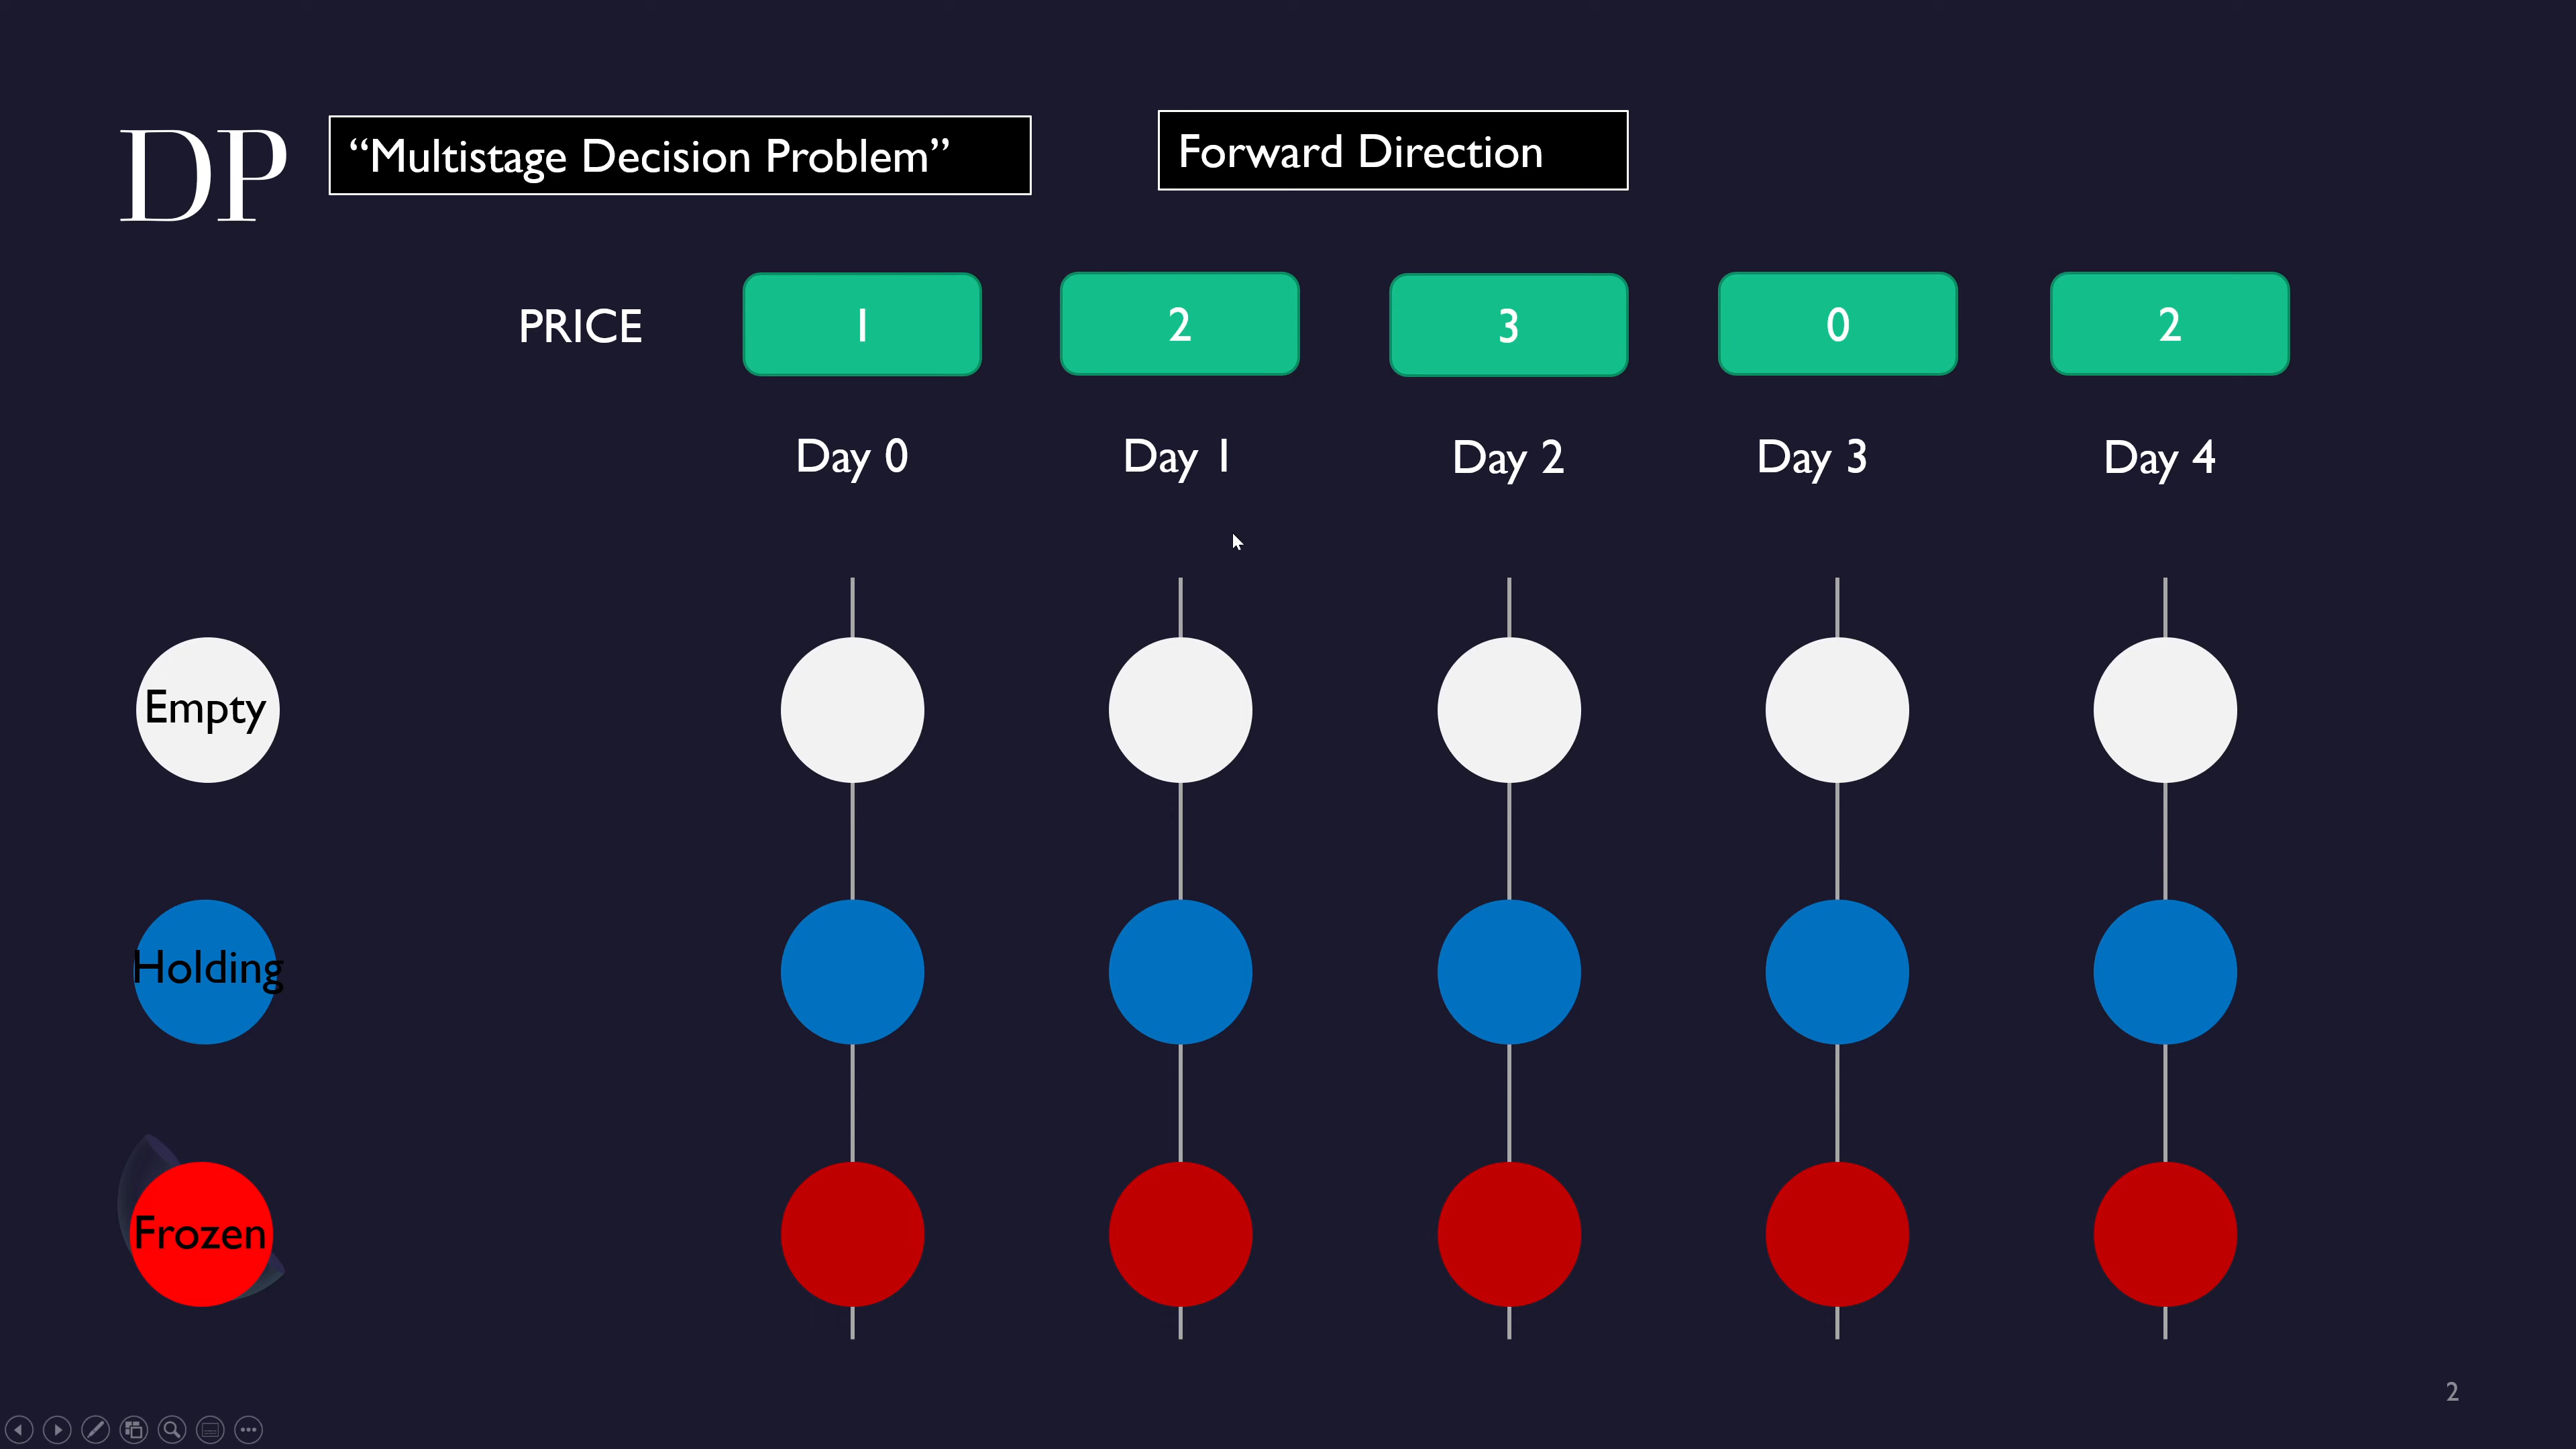 DP
“Multistage Decision Problem”
Forward Direction
PRICE 1 2 3 0 2
Day 0 Day 1 Day 2 Day 3 Day 4
Empty
Holding
Frozen
2